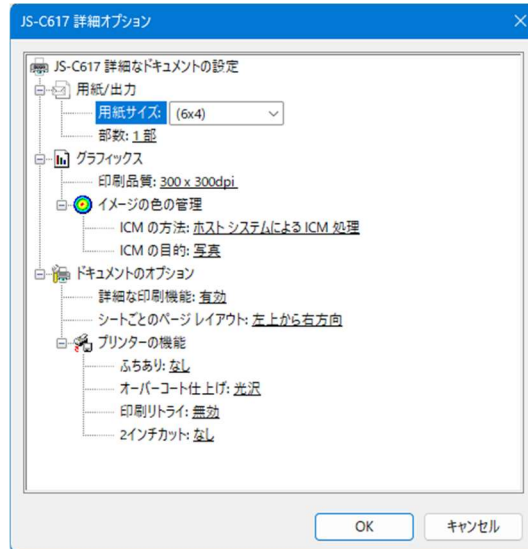 JS-C617 詳細オプション
JS-C617 詳細なドキュメントの設定
用紙/出力
用紙サイズ: (6x4)
部数: 1 部
グラフィックス
印刷品質: 300 x 300dpi
イメージの色の管理
ICM の方法: ホスト システムによる ICM 処理
ICM の目的: 写真
ドキュメントのオプション
詳細な印刷機能: 有効
シートごとのページ レイアウト: 左上から右方向
プリンターの機能
ふちあり: なし
オーバーコート仕上げ: 光沢
印刷リトライ: 無効
2インチカット: なし
OK キャンセル